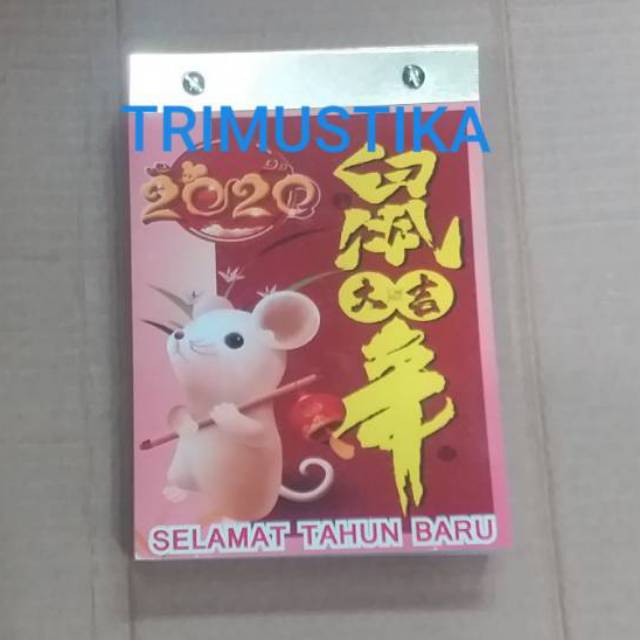 TRIMUSTIKA
2020
鼠
大吉
年
SELAMAT TAHUN BARU